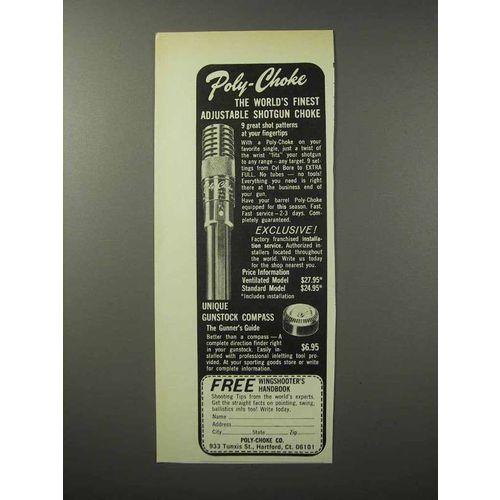 Poly-Choke
THE WORLD'S FINEST
ADJUSTABLE SHOTGUN CHOKE
9 great shot patterns
at your fingertips
With a Poly-Choke on your
favorite single, just a twist of
the wrist "fits" your shotgun
to any range—any target. 9 set-
tings from Cyl Bore to EXTRA
FULL. No tubes — no tools!
Everything you need is right
there at the business end of
your gun.
Have your barrel Poly-Choke
equipped for this season. Fast,
Fast service—2-3 days. Com-
pletely guaranteed.
EXCLUSIVE!
Factory franchised installa-
tion service. Authorized in-
stallers located throughout
the world. Write us today
for the shop nearest you.
Price Information
Ventilated Model $27.95*
Standard Model $24.95*
*Includes installation
Poly Choke
UNIQUE
GUNSTOCK COMPASS
The Gunner's Guide
Better than a compass—A
complete direction finder right
in your gunstock. Easily in-
stalled with professional inletting tool pro-
vided. At your sporting goods store or write
for complete information.
$6.95
FREE WINGSHOOTER'S
HANDBOOK
Shooting Tips from the world's experts.
Get the straight facts on pointing, swing,
ballistics info too! Write today.
Name
Address
City State Zip
POLY-CHOKE CO.
933 Tunxis St., Hartford, Ct. 06101